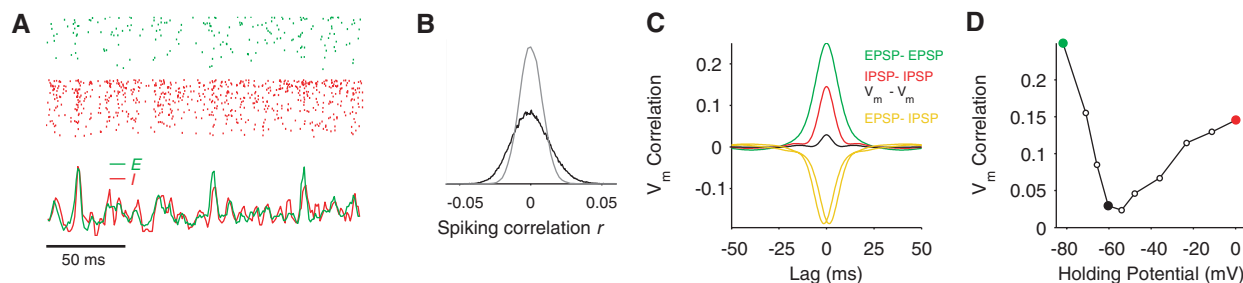 A
E
I
50 ms
B
-0.05
0
0.05
Spiking correlation r
C
Vm Correlation
0.2
0.1
0
-0.1
EPSP- EPSP
IPSP- IPSP
Vm - Vm
EPSP- IPSP
-50
-25
0
25
50
Lag (ms)
D
Vm Correlation
0.2
0.15
0.1
0.05
0
-80
-60
-40
-20
0
Holding Potential (mV)